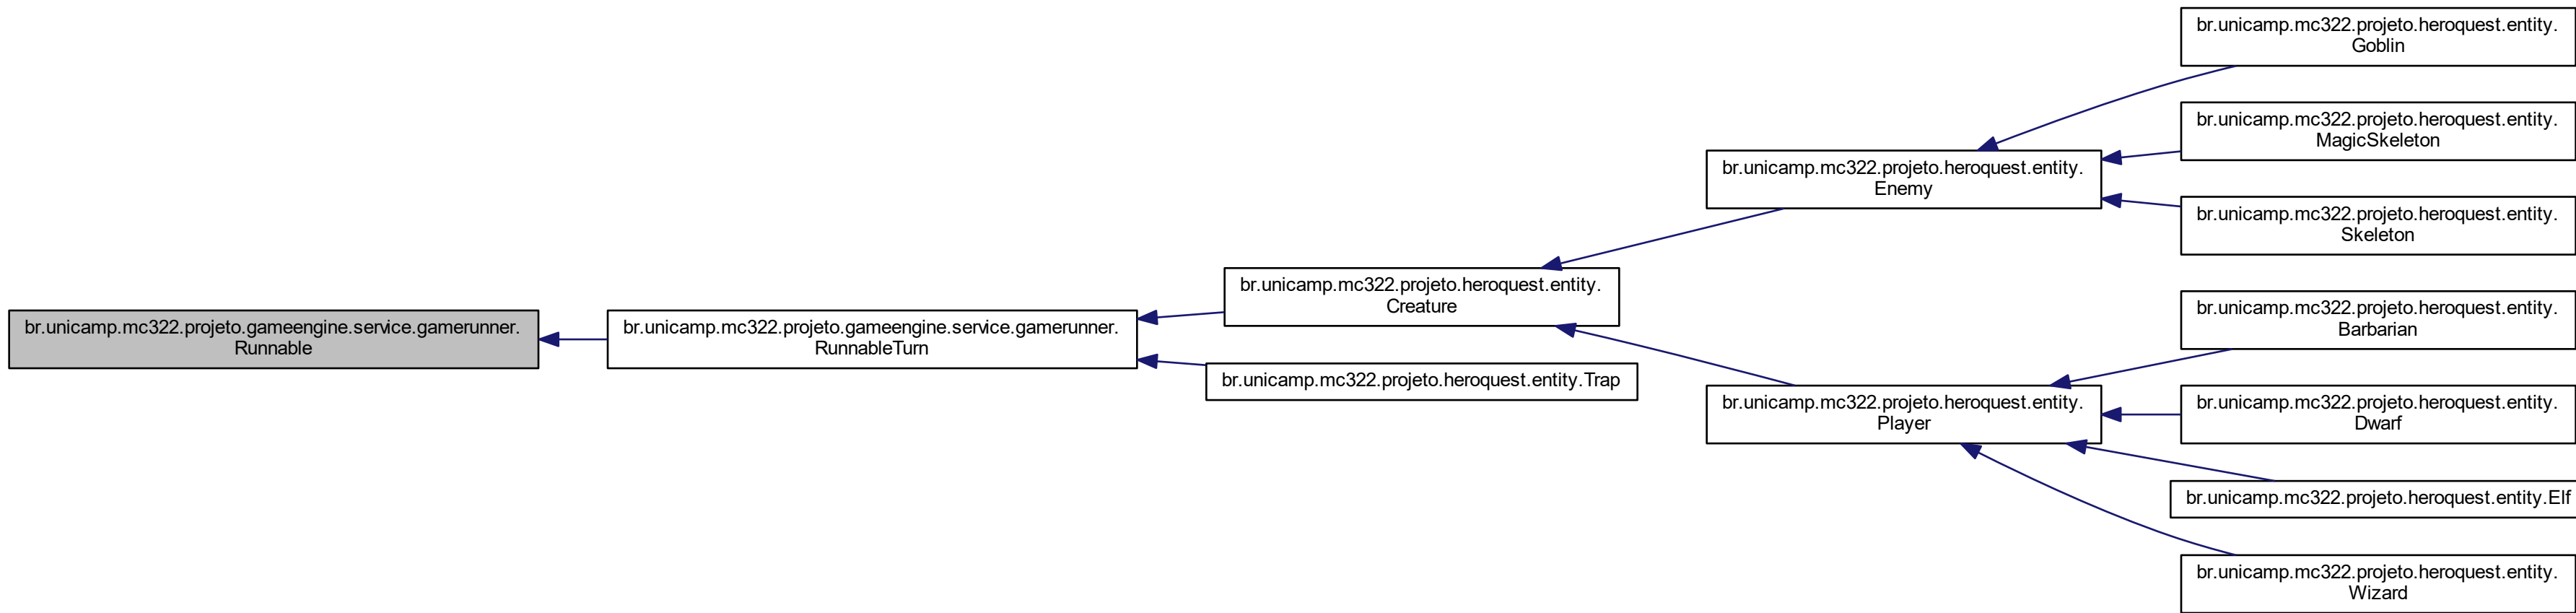 br.unicamp.mc322.projeto.gameengine.service.gamerunner.
Runnable
br.unicamp.mc322.projeto.gameengine.service.gamerunner.
RunnableTurn
br.unicamp.mc322.projeto.heroquest.entity.
Creature
br.unicamp.mc322.projeto.heroquest.entity.Trap
br.unicamp.mc322.projeto.heroquest.entity.
Enemy
br.unicamp.mc322.projeto.heroquest.entity.
Player
br.unicamp.mc322.projeto.heroquest.entity.
Goblin
br.unicamp.mc322.projeto.heroquest.entity.
MagicSkeleton
br.unicamp.mc322.projeto.heroquest.entity.
Skeleton
br.unicamp.mc322.projeto.heroquest.entity.
Barbarian
br.unicamp.mc322.projeto.heroquest.entity.
Dwarf
br.unicamp.mc322.projeto.heroquest.entity.Elf
br.unicamp.mc322.projeto.heroquest.entity.
Wizard